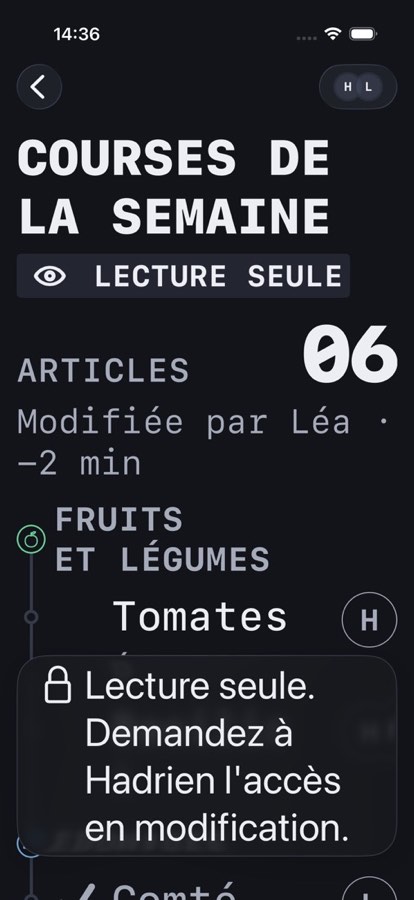 14:36
H L
COURSES DE
LA SEMAINE
LECTURE SEULE
ARTICLES 06
Modifiée par Léa ·
−2 min
FRUITS
ET LÉGUMES
Tomates H
Lecture seule.
Demandez à
Hadrien l'accès
en modification.
Comté L